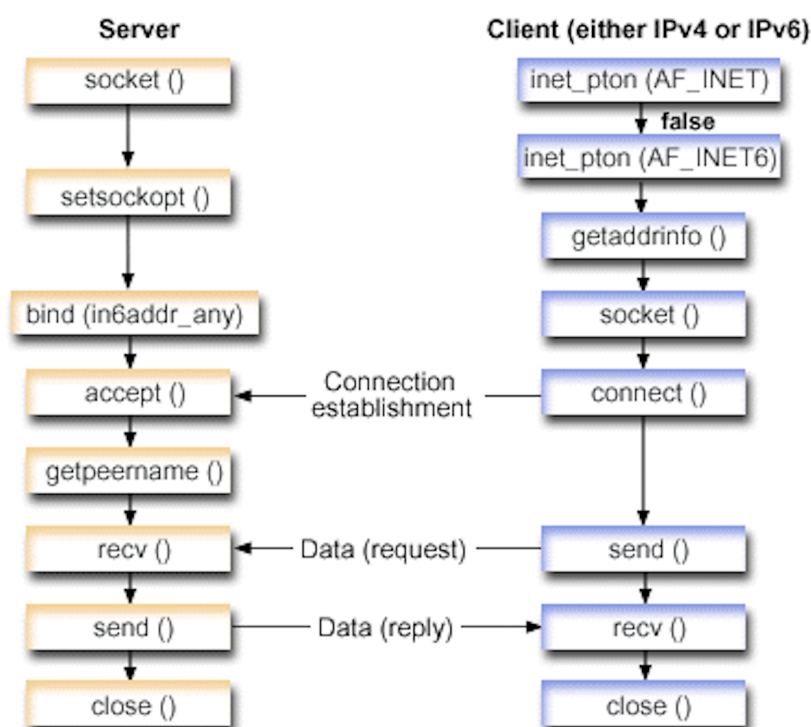 Server
socket ()
setsockopt ()
bind (in6addr_any)
accept ()
getpeername ()
recv ()
send ()
close ()
Connection
establishment
Data (request)
Data (reply)
Client (either IPv4 or IPv6)
inet_pton (AF_INET)
false
inet_pton (AF_INET6)
getaddrinfo ()
socket ()
connect ()
send ()
recv ()
close ()